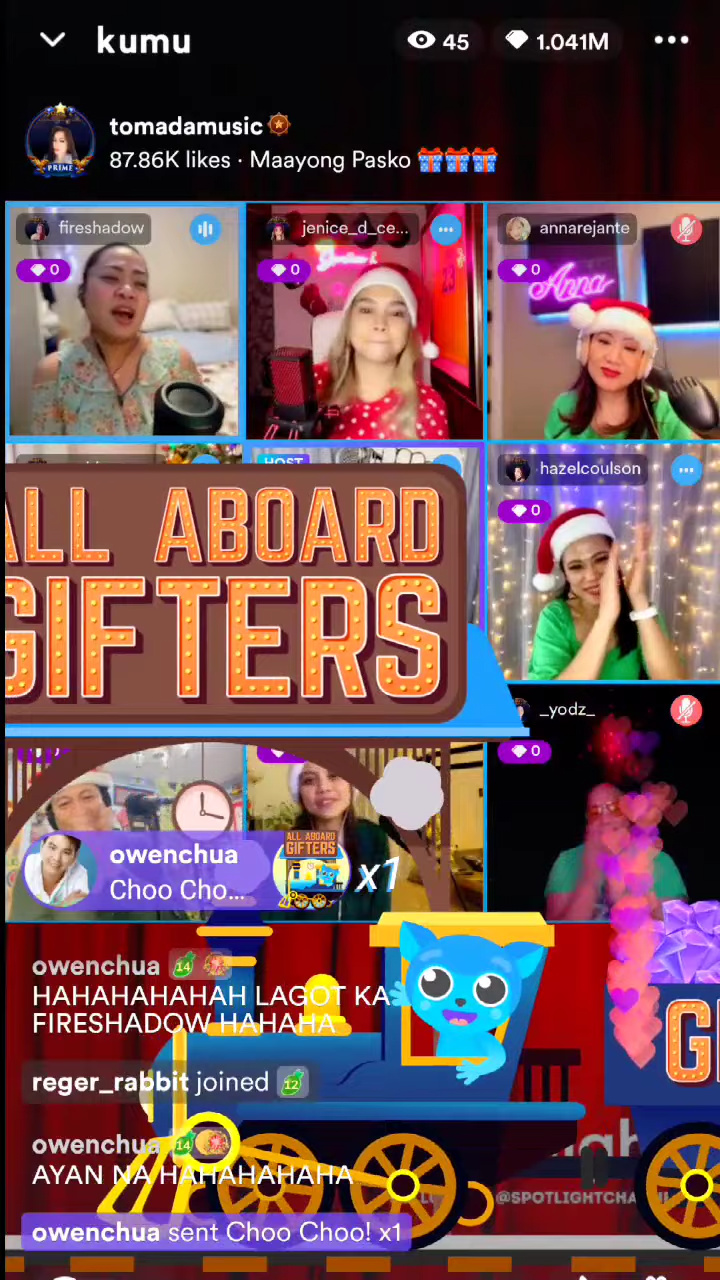 kumu
45
1.041M
tomadamusic
87.86K likes · Maayong Pasko
PRIME
fireshadow
jenice_d_ce...
annarejante
0
0
0
Anna
HOST
hazelcoulson
0
ALL ABOARD
GIFTERS
_yodz_
0
owenchua
Choo Cho...
ALL ABOARD
GIFTERS
x1
owenchua 14
HAHAHAHAHAH LAGOT KA
FIRESHADOW HAHAHA
reger_rabbit joined 12
owenchua 14
AYAN NA HAHAHAHAHA
@SPOTLIGHTCHA
owenchua sent Choo Choo! x1